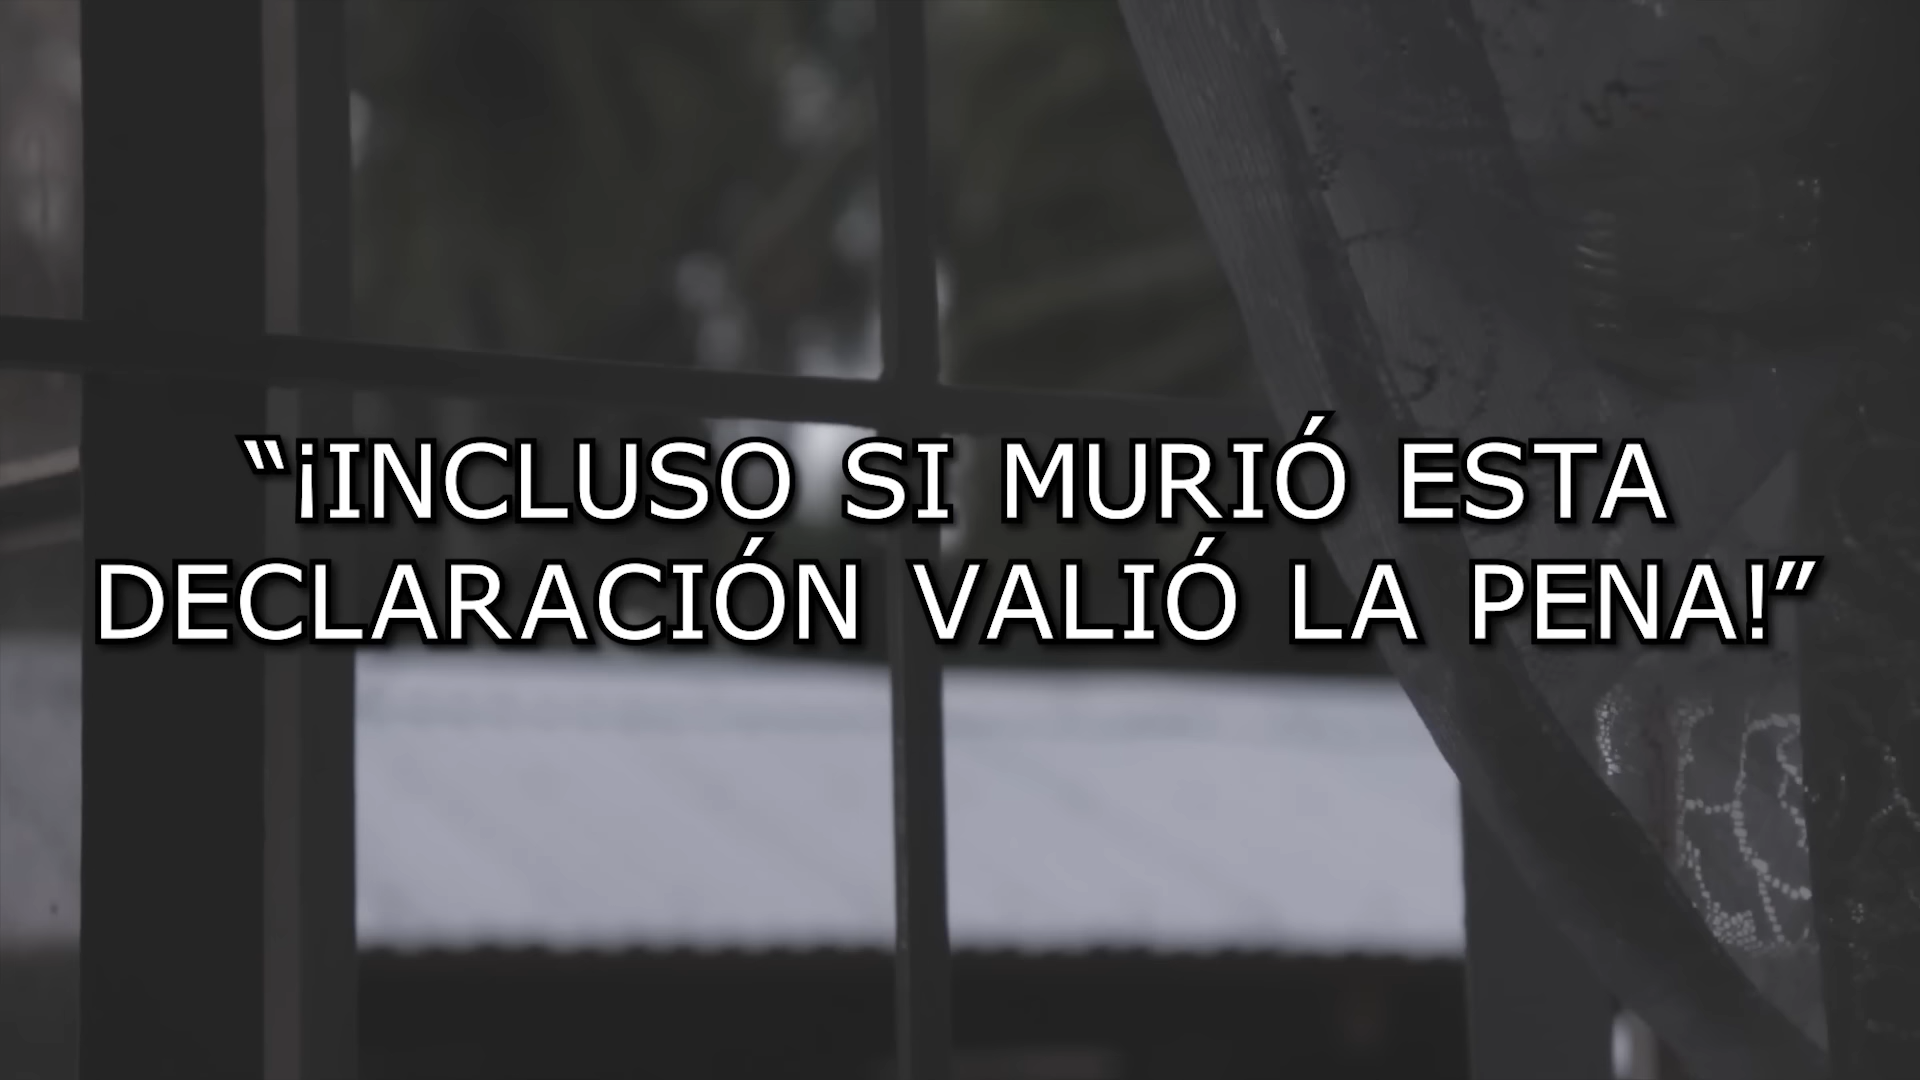 “¡INCLUSO SI MURIÓ ESTA
DECLARACIÓN VALIÓ LA PENA!”